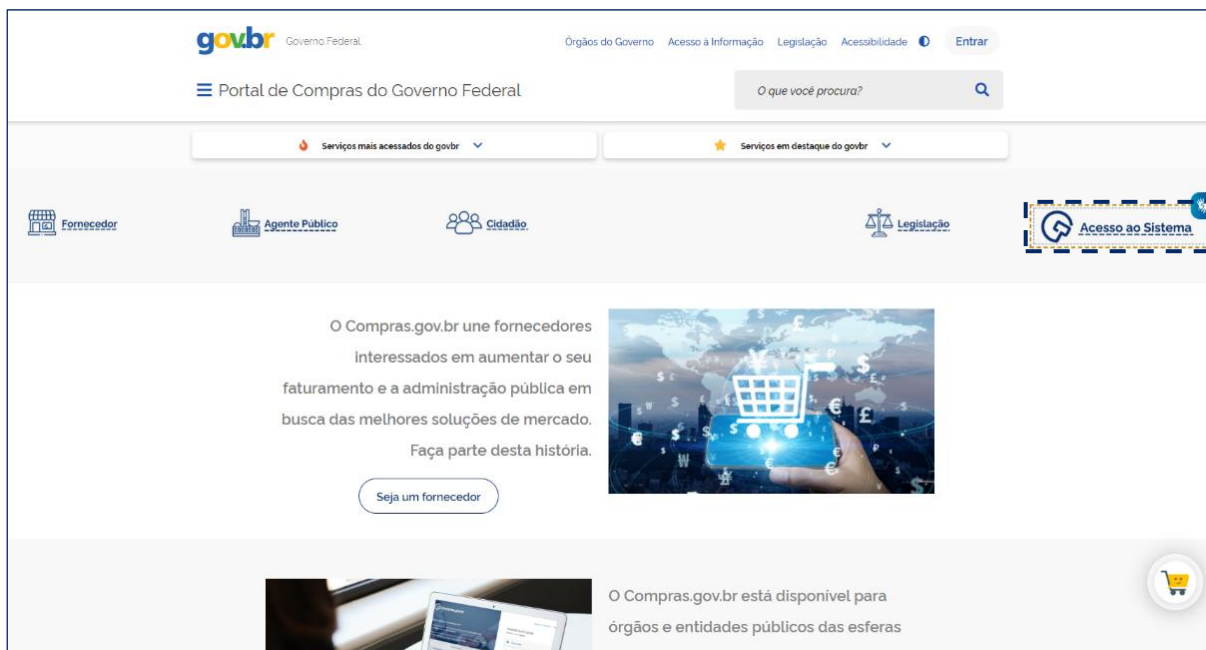 gov.br Governo Federal
Órgãos do Governo Acesso à Informação Legislação Acessibilidade Entrar
Portal de Compras do Governo Federal
O que você procura?
Serviços mais acessados do govbr
Serviços em destaque do govbr
Fornecedor
Agente Público
Cidadão
Legislação
Acesso ao Sistema
O Compras.gov.br une fornecedores
interessados em aumentar o seu
faturamento e a administração pública em
busca das melhores soluções de mercado.
Faça parte desta história.
Seja um fornecedor
O Compras.gov.br está disponível para
órgãos e entidades públicos das esferas